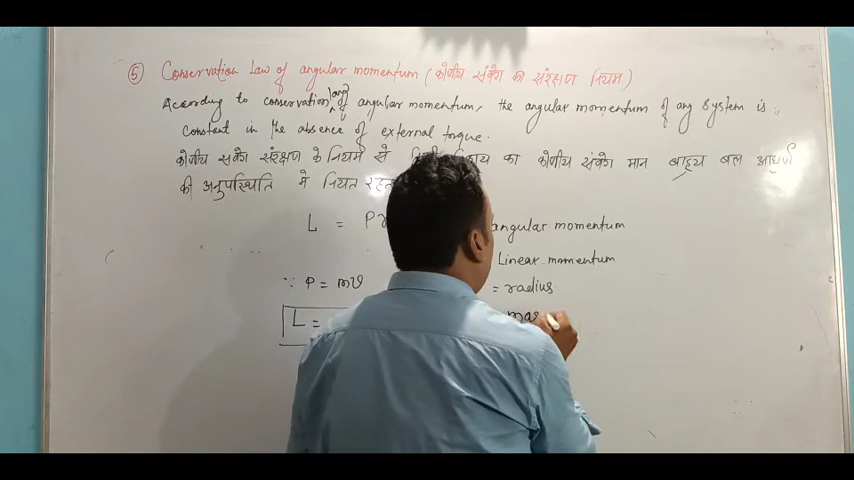 ⑤ Conservation Law of angular momentum (कोणीय संवेग का संरक्षण नियम)
According to conservation law of angular momentum, the angular momentum of any system is
Constant in the absence of external torque.
कोणीय संवेग संरक्षण के नियम से काय का कोणीय संवेग मान बाह्य बल आघुर्ण
की अनुपस्थिति मे नियत
L = Pr angular momentum
Linear momentum
∵ P = mv = radius
L = mas